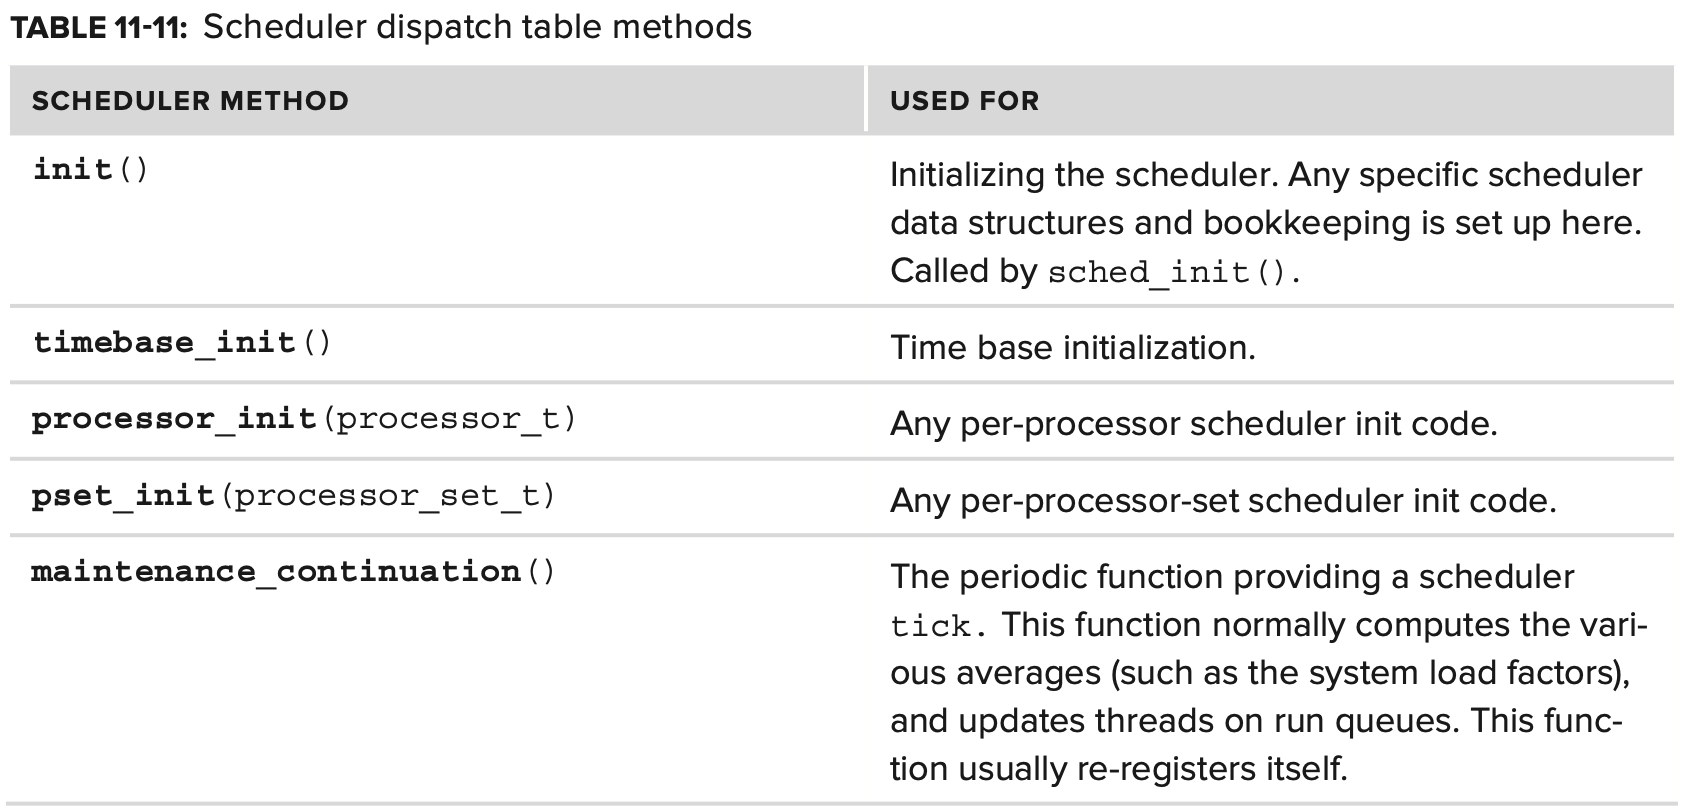 TABLE 11-11: Scheduler dispatch table methods
SCHEDULER METHOD USED FOR
init() Initializing the scheduler. Any specific scheduler
data structures and bookkeeping is set up here.
Called by sched_init().
timebase_init() Time base initialization.
processor_init(processor_t) Any per-processor scheduler init code.
pset_init(processor_set_t) Any per-processor-set scheduler init code.
maintenance_continuation() The periodic function providing a scheduler
tick. This function normally computes the vari-
ous averages (such as the system load factors),
and updates threads on run queues. This func-
tion usually re-registers itself.